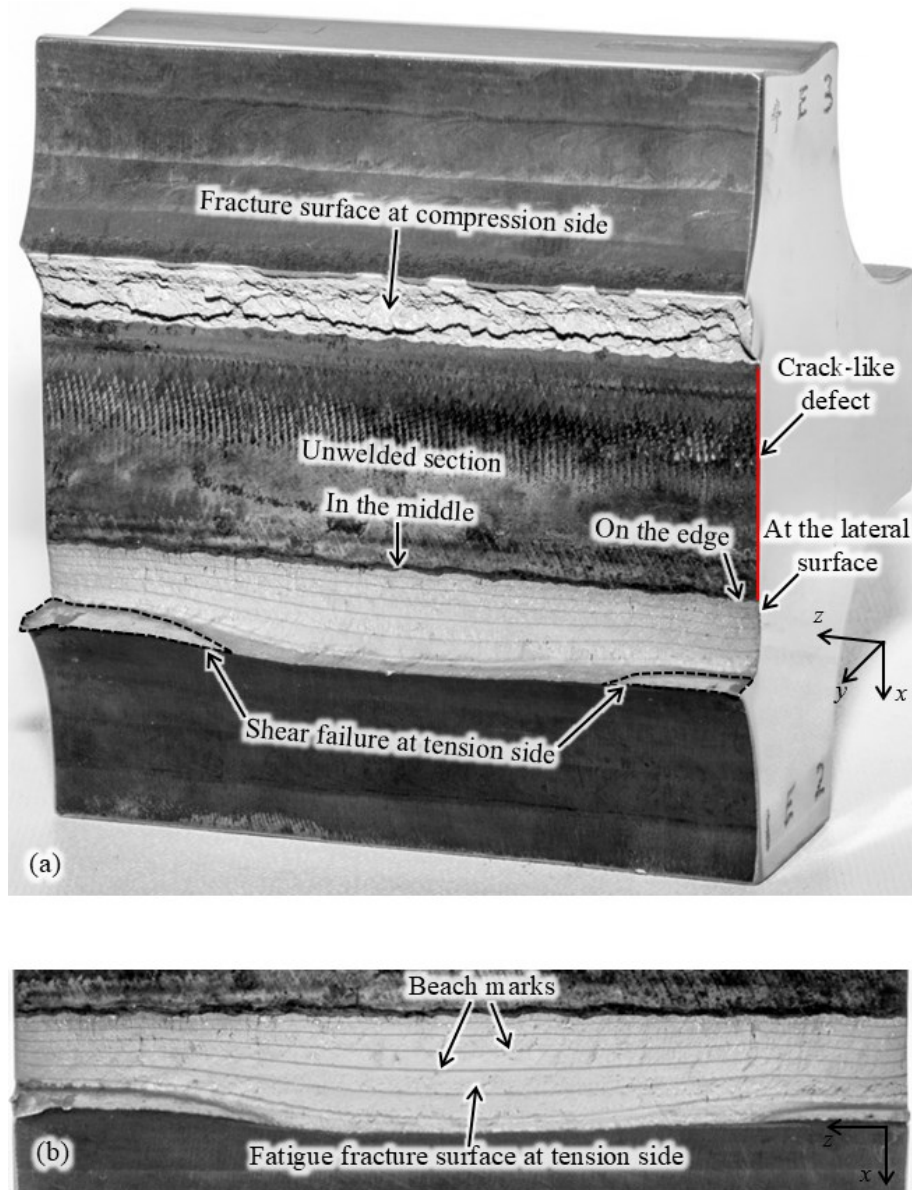 Fracture surface at compression side
Crack-like
defect
Unwelded section
In the middle
On the edge
At the lateral
surface
z
y
x
Shear failure at tension side
(a)
Beach marks
z
(b)
Fatigue fracture surface at tension side
x